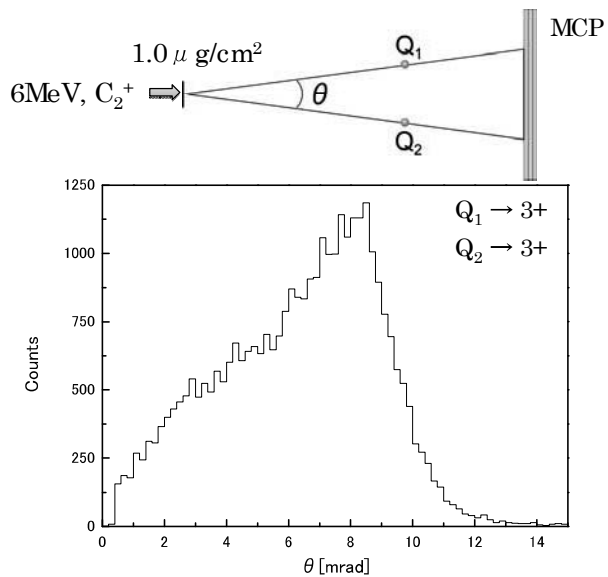 MCP
1.0 μ g/cm²
Q₁
6MeV, C₂⁺
θ
Q₂
1250
Q₁ → 3+
Q₂ → 3+
1000
750
Counts
500
250
0
0 2 4 6 8 10 12 14
θ [mrad]